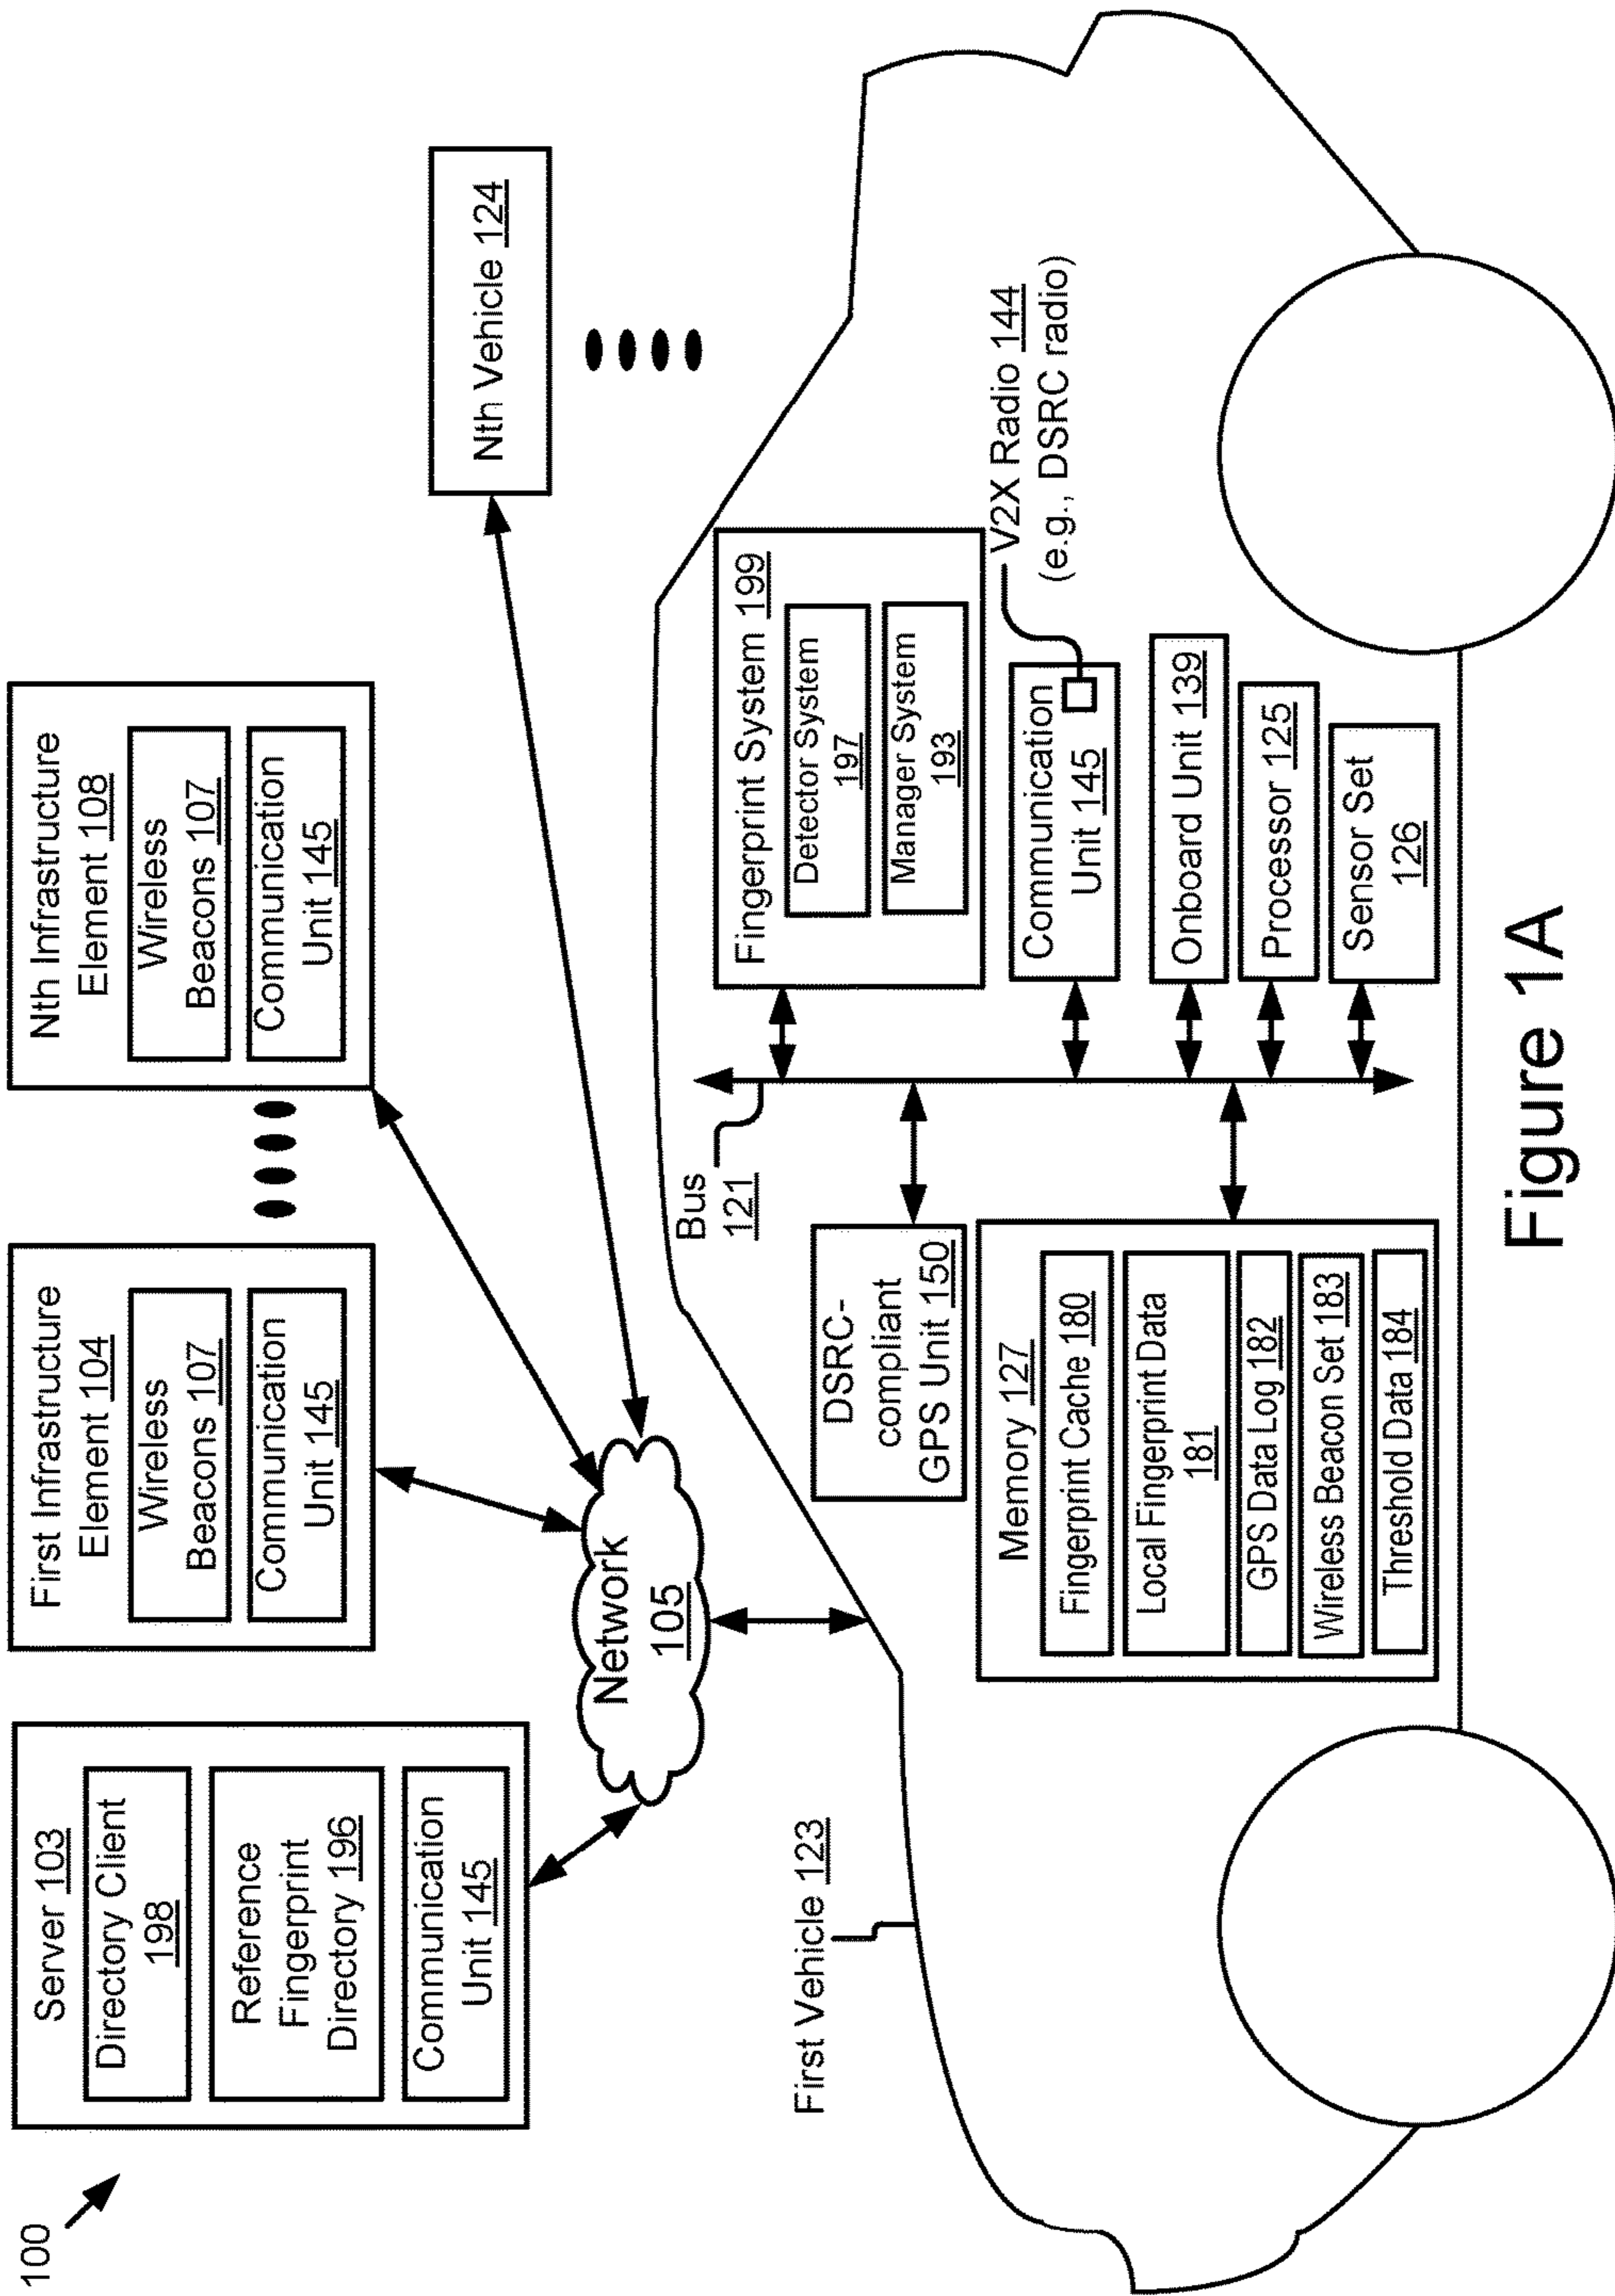 100
Server 103
Directory Client
198
Reference
Fingerprint
Directory 196
Communication
Unit 145
First Infrastructure
Element 104
Wireless
Beacons 107
Communication
Unit 145
Nth Infrastructure
Element 108
Wireless
Beacons 107
Communication
Unit 145
Network
105
Nth Vehicle 124
First Vehicle 123
Bus
121
DSRC-
compliant
GPS Unit 150
Memory 127
Fingerprint Cache 180
Local Fingerprint Data
181
GPS Data Log 182
Wireless Beacon Set 183
Threshold Data 184
Fingerprint System 199
Detector System
197
Manager System
193
Communication
Unit 145
V2X Radio 144
(e.g., DSRC radio)
Onboard Unit 139
Processor 125
Sensor Set
126
Figure 1A